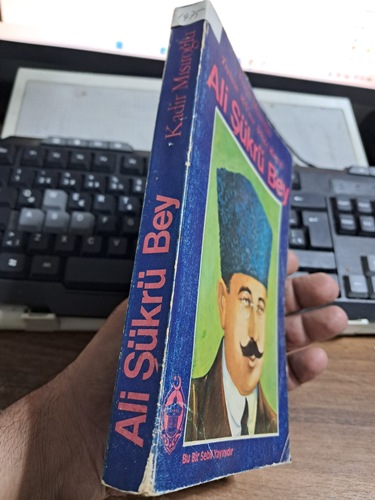 Kadir Mısıroğlu
Ali Şükrü Bey
Ali Şükrü Bey
Bu Bir Sebil Yayınıdır